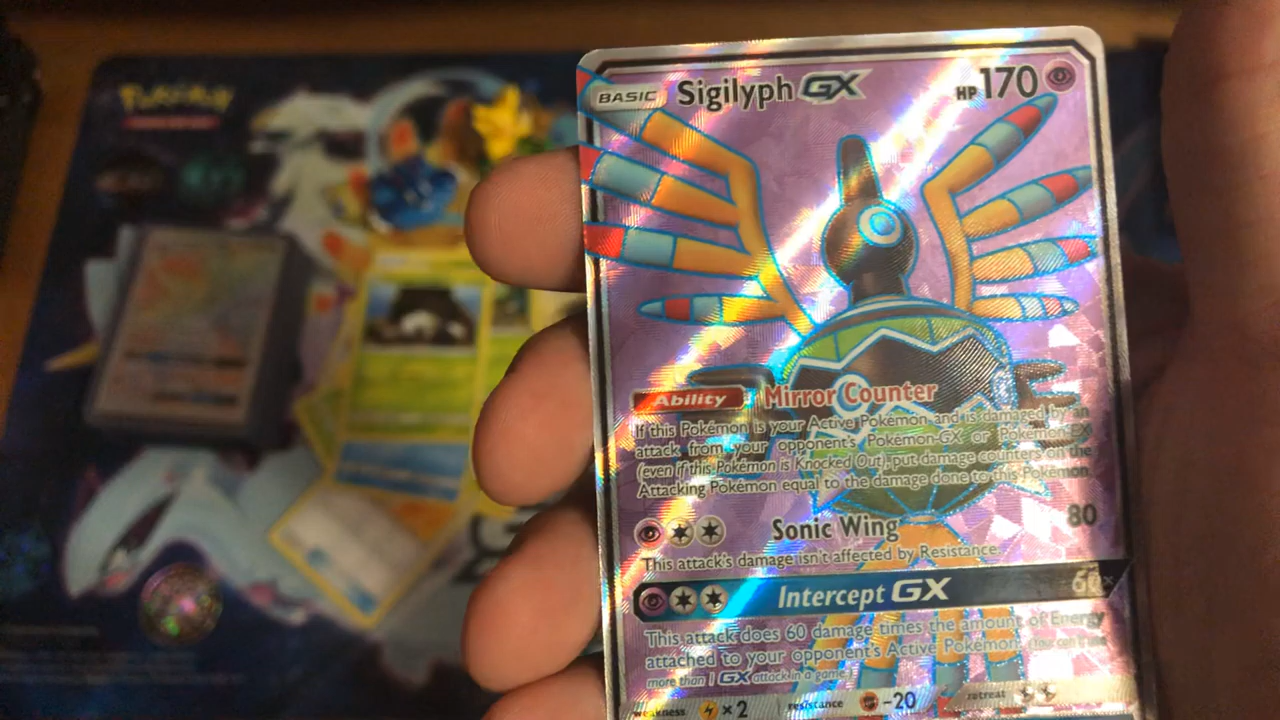 Pokémon
BASIC Sigilyph GX HP 170
Ability Mirror Counter
If this Pokémon is your Active Pokémon and is damaged by an
attack from your opponent's Pokémon-GX or Pokémon-EX
(even if this Pokémon is Knocked Out), put damage counters on the
Attacking Pokémon equal to the damage done to this Pokémon.
Sonic Wing 80
This attack's damage isn't affected by Resistance.
Intercept GX 60×
This attack does 60 damage times the amount of Energy
attached to your opponent's Active Pokémon. (You can't use
more than 1 GX attack in a game.)
weakness ×2 resistance -20 retreat